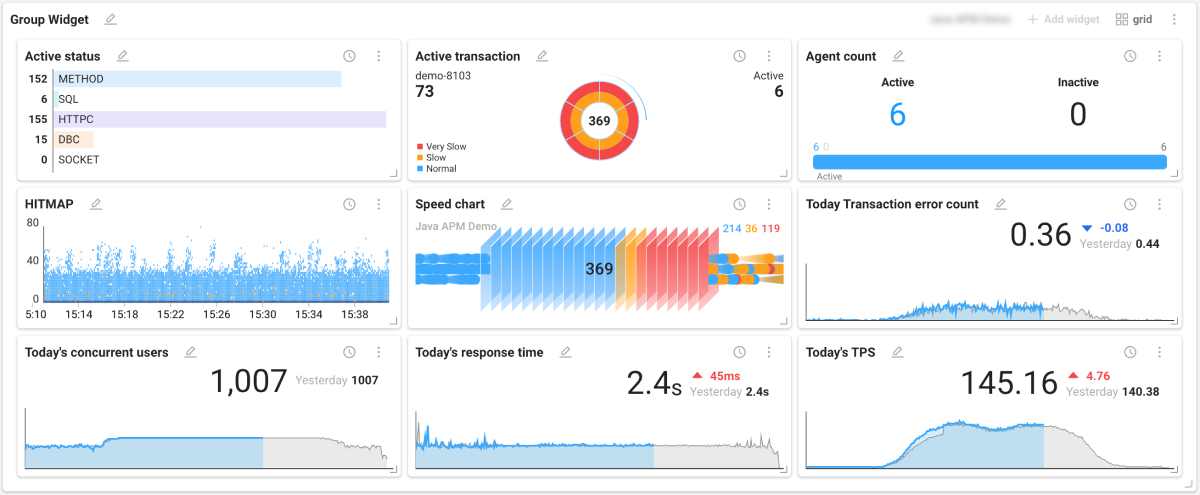 Group Widget
Add widget
grid
Active status
152 METHOD
6 SQL
155 HTTPC
15 DBC
0 SOCKET
Active transaction
demo-8103
73
Active
6
369
Very Slow
Slow
Normal
Agent count
Active
Inactive
6
0
6 0
6
Active
HITMAP
80
40
0
5:10 15:14 15:18 15:22 15:26 15:30 15:34 15:38
Speed chart
Java APM Demo
214 36 119
369
Today Transaction error count
0.36
-0.08
Yesterday 0.44
Today's concurrent users
1,007
Yesterday 1007
Today's response time
2.4s
45ms
Yesterday 2.4s
Today's TPS
145.16
4.76
Yesterday 140.38